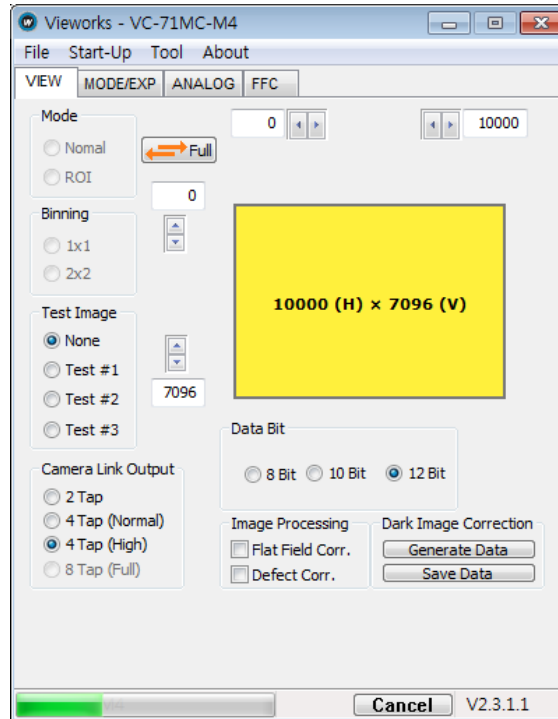 Vieworks - VC-71MC-M4
File Start-Up Tool About
VIEW MODE/EXP ANALOG FFC
Mode
Nomal
ROI
Full
0
10000
0
Binning
1x1
2x2
10000 (H) × 7096 (V)
Test Image
None
Test #1
Test #2
Test #3
7096
Data Bit
8 Bit 10 Bit 12 Bit
Camera Link Output
2 Tap
4 Tap (Normal)
4 Tap (High)
8 Tap (Full)
Image Processing
Flat Field Corr.
Defect Corr.
Dark Image Correction
Generate Data
Save Data
Cancel V2.3.1.1